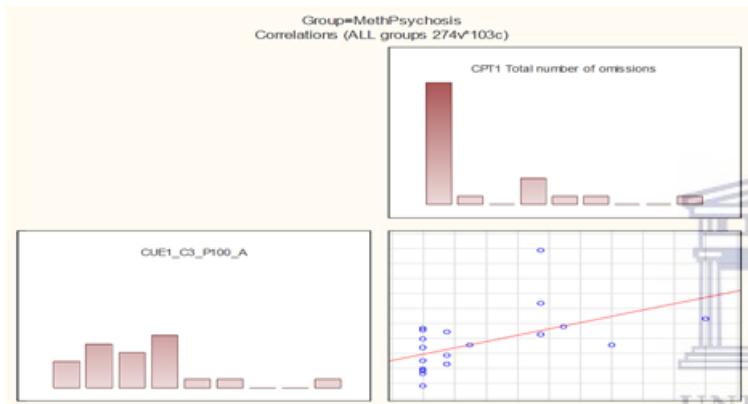 Group=MethPsychosis
Correlations (ALL groups 274v*103c)
CPT1 Total number of omissions
CUE1_C3_P100_A